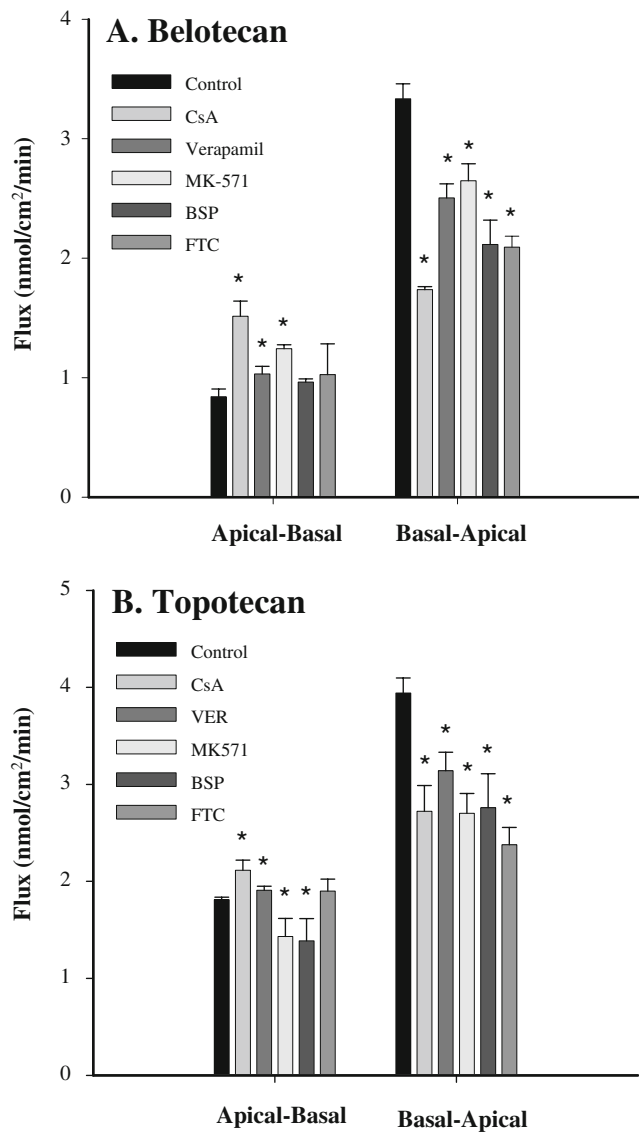 A. Belotecan
4
3
2
1
0
Flux (nmol/cm²/min)
Control
CsA
Verapamil
MK-571
BSP
FTC
* * *
* * * * *
Apical-Basal
Basal-Apical
B. Topotecan
5
4
3
2
1
0
Flux (nmol/cm²/min)
Control
CsA
VER
MK571
BSP
FTC
* * * *
* * * * *
Apical-Basal
Basal-Apical